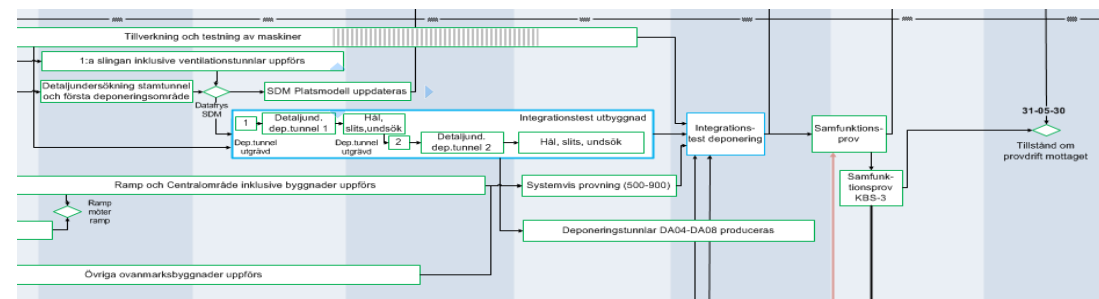 Tillverkning och testning av maskiner
1:a slingan inklusive ventilationstunnlar uppförs
Detaljundersökning stamtunnel
och första deponeringsområde
Datafrys
SDM
SDM Platsmodell uppdateras
Integrationstest utbyggnad
1
Detaljund.
dep.tunnel 1
Hål,
slits,undsök
Dep.tunnel
utgrävd
Dep.tunnel
utgrävd
2
Detaljund.
dep.tunnel 2
Hål, slits, undsök
Integrations-
test deponering
Samfunktions-
prov
31-05-30
Tillstånd om
provdrift mottaget
Samfunk-
tionsprov
KBS-3
Ramp och Centralområde inklusive byggnader uppförs
Systemvis provning (500-900)
Ramp
möter
ramp
Deponeringstunnlar DA04-DA08 produceras
Övriga ovanmarksbyggnader uppförs